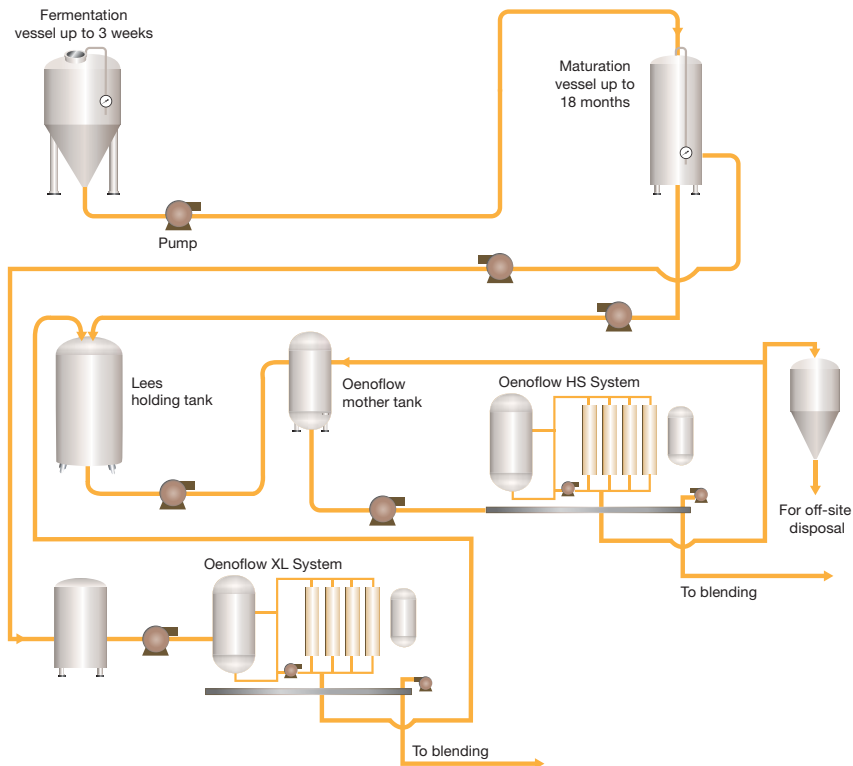 Fermentation
vessel up to 3 weeks
Maturation
vessel up to
18 months
Pump
Lees
holding tank
Oenoflow
mother tank
Oenoflow HS System
For off-site
disposal
To blending
Oenoflow XL System
To blending